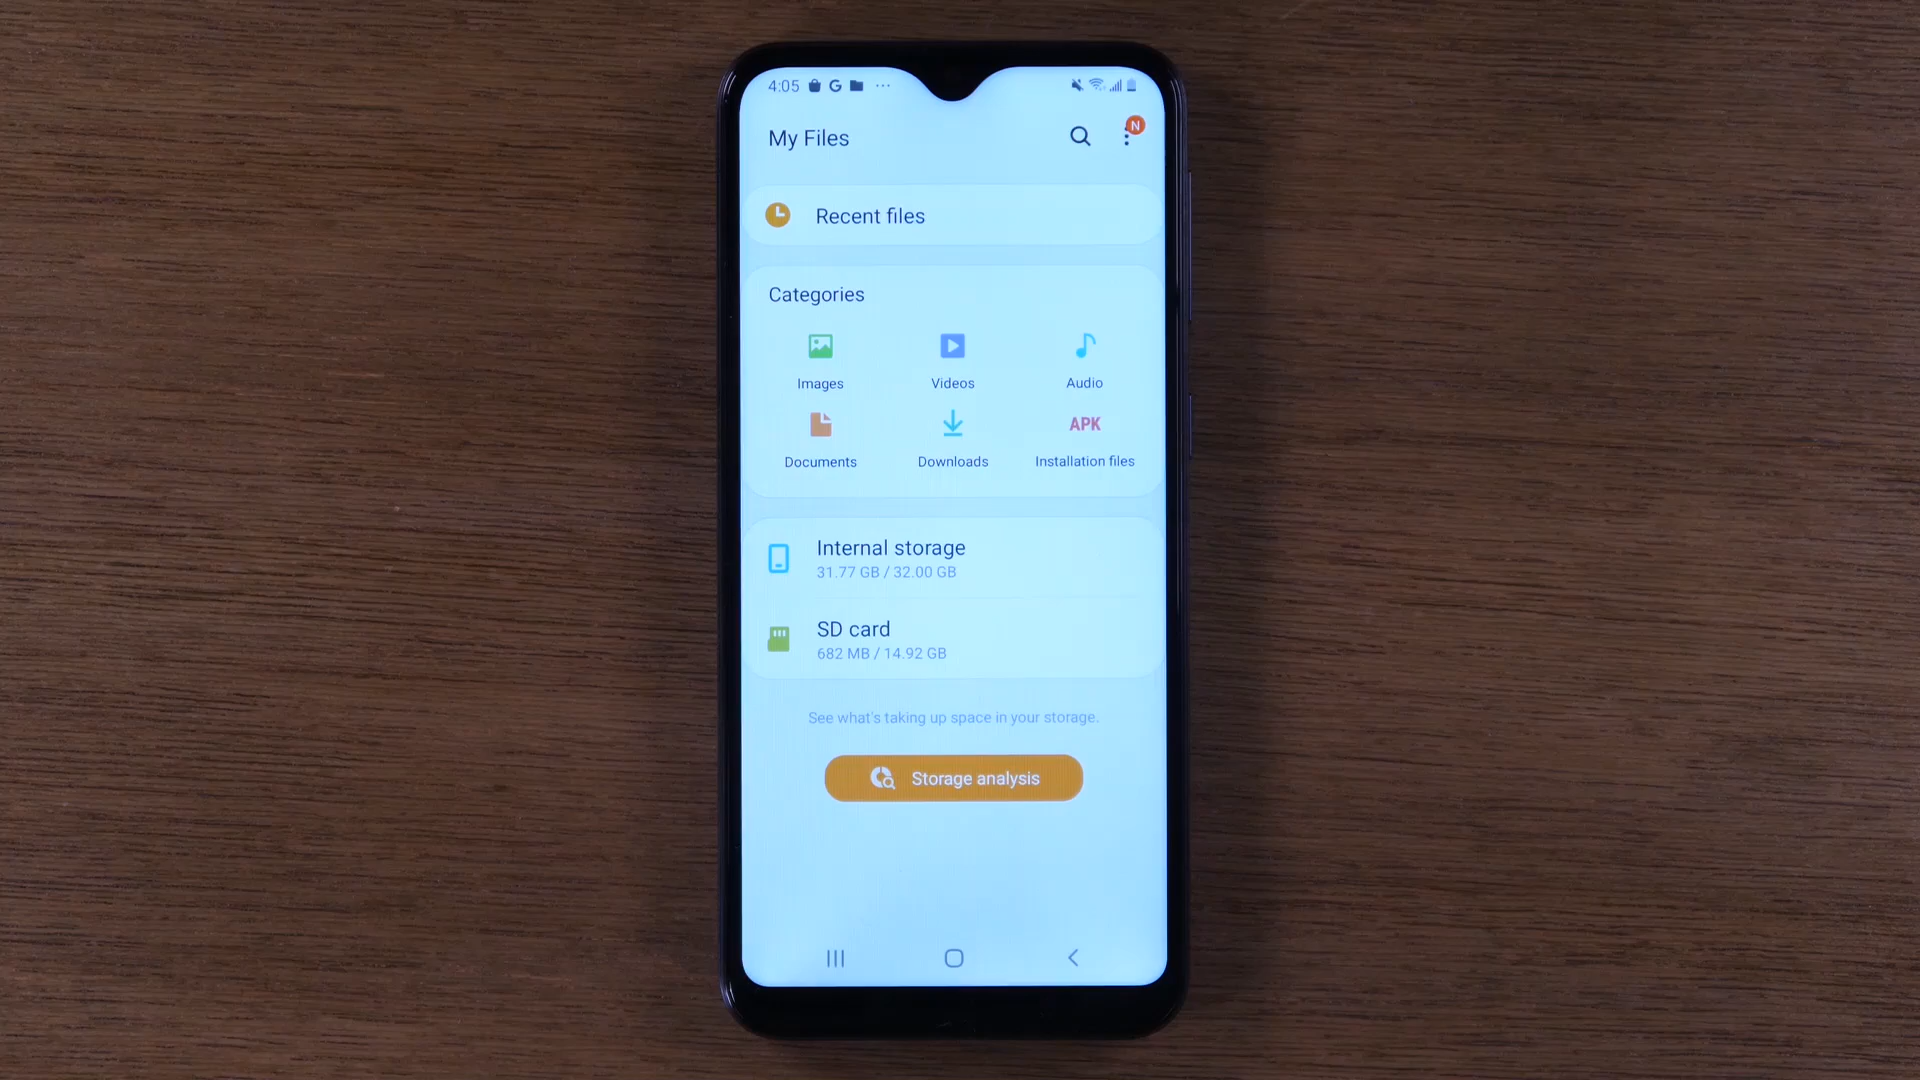 4:05 G ...
My Files
N
Recent files
Categories
Images Videos Audio
APK
Documents Downloads Installation files
Internal storage
31.77 GB / 32.00 GB
SD card
682 MB / 14.92 GB
See what's taking up space in your storage.
Storage analysis